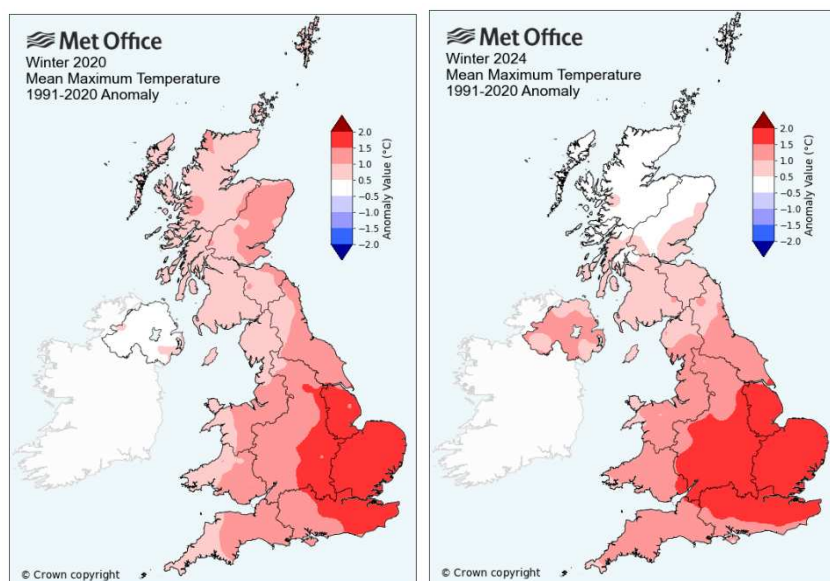 Met Office
Winter 2020
Mean Maximum Temperature
1991-2020 Anomaly
2.0
1.5
1.0
0.5
−0.5
−1.0
−1.5
−2.0
Anomaly Value (°C)
© Crown copyright
Met Office
Winter 2024
Mean Maximum Temperature
1991-2020 Anomaly
2.0
1.5
1.0
0.5
−0.5
−1.0
−1.5
−2.0
Anomaly Value (°C)
© Crown copyright